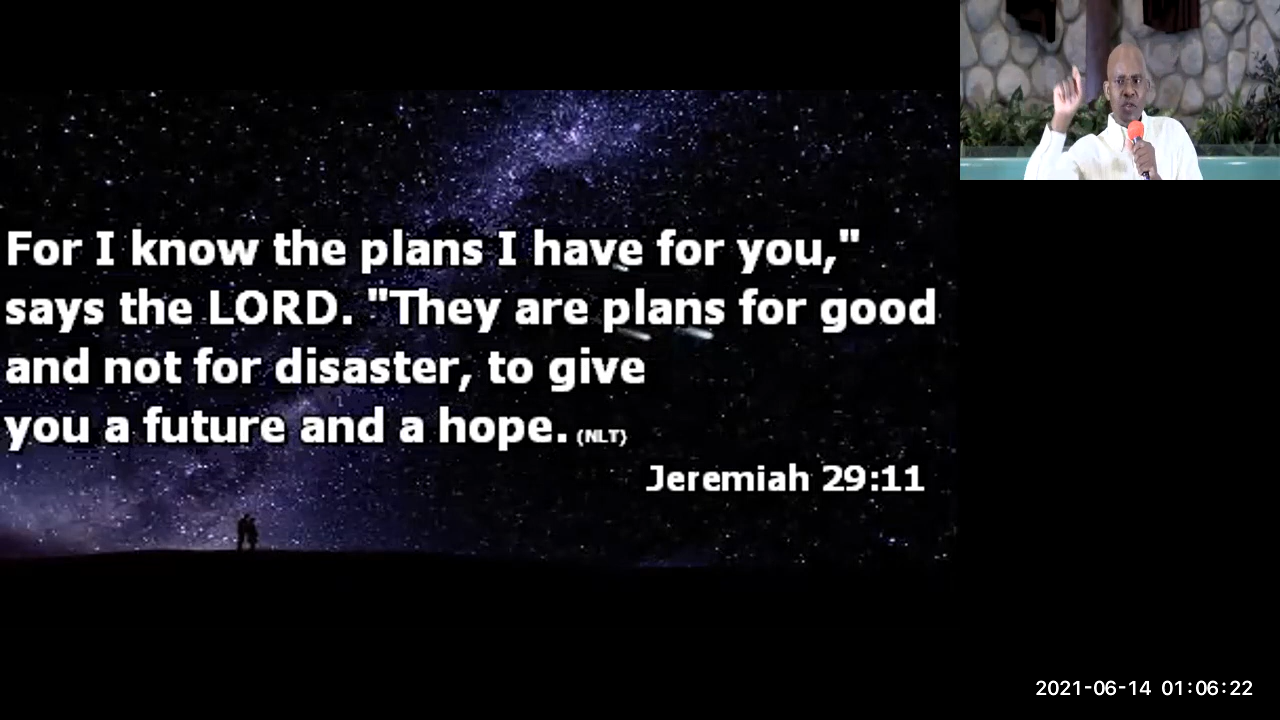 For I know the plans I have for you,"
says the LORD. "They are plans for good
and not for disaster, to give
you a future and a hope. (NLT)
Jeremiah 29:11
2021-06-14 01:06:22